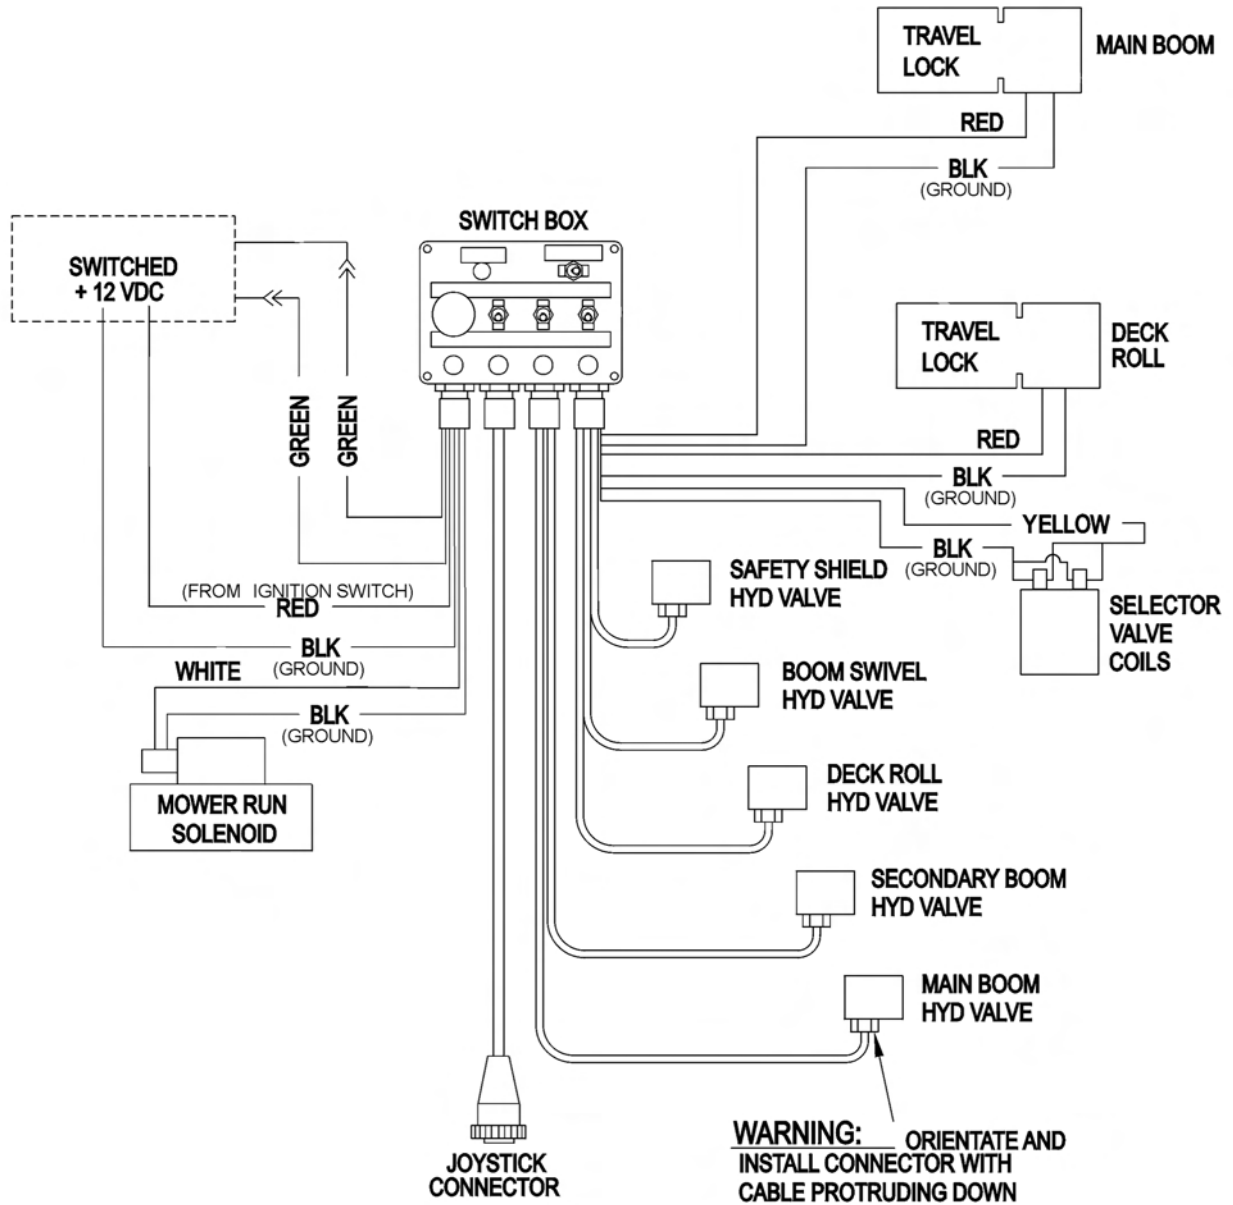 TRAVEL
LOCK
MAIN BOOM
RED
BLK
(GROUND)
SWITCH BOX
SWITCHED
+ 12 VDC
GREEN
GREEN
TRAVEL
LOCK
DECK
ROLL
RED
BLK
(GROUND)
YELLOW
BLK
(GROUND)
SELECTOR
VALVE
COILS
(FROM IGNITION SWITCH)
RED
BLK
(GROUND)
WHITE
BLK
(GROUND)
MOWER RUN
SOLENOID
SAFETY SHIELD
HYD VALVE
BOOM SWIVEL
HYD VALVE
DECK ROLL
HYD VALVE
SECONDARY BOOM
HYD VALVE
MAIN BOOM
HYD VALVE
WARNING: ORIENTATE AND
INSTALL CONNECTOR WITH
CABLE PROTRUDING DOWN
JOYSTICK
CONNECTOR